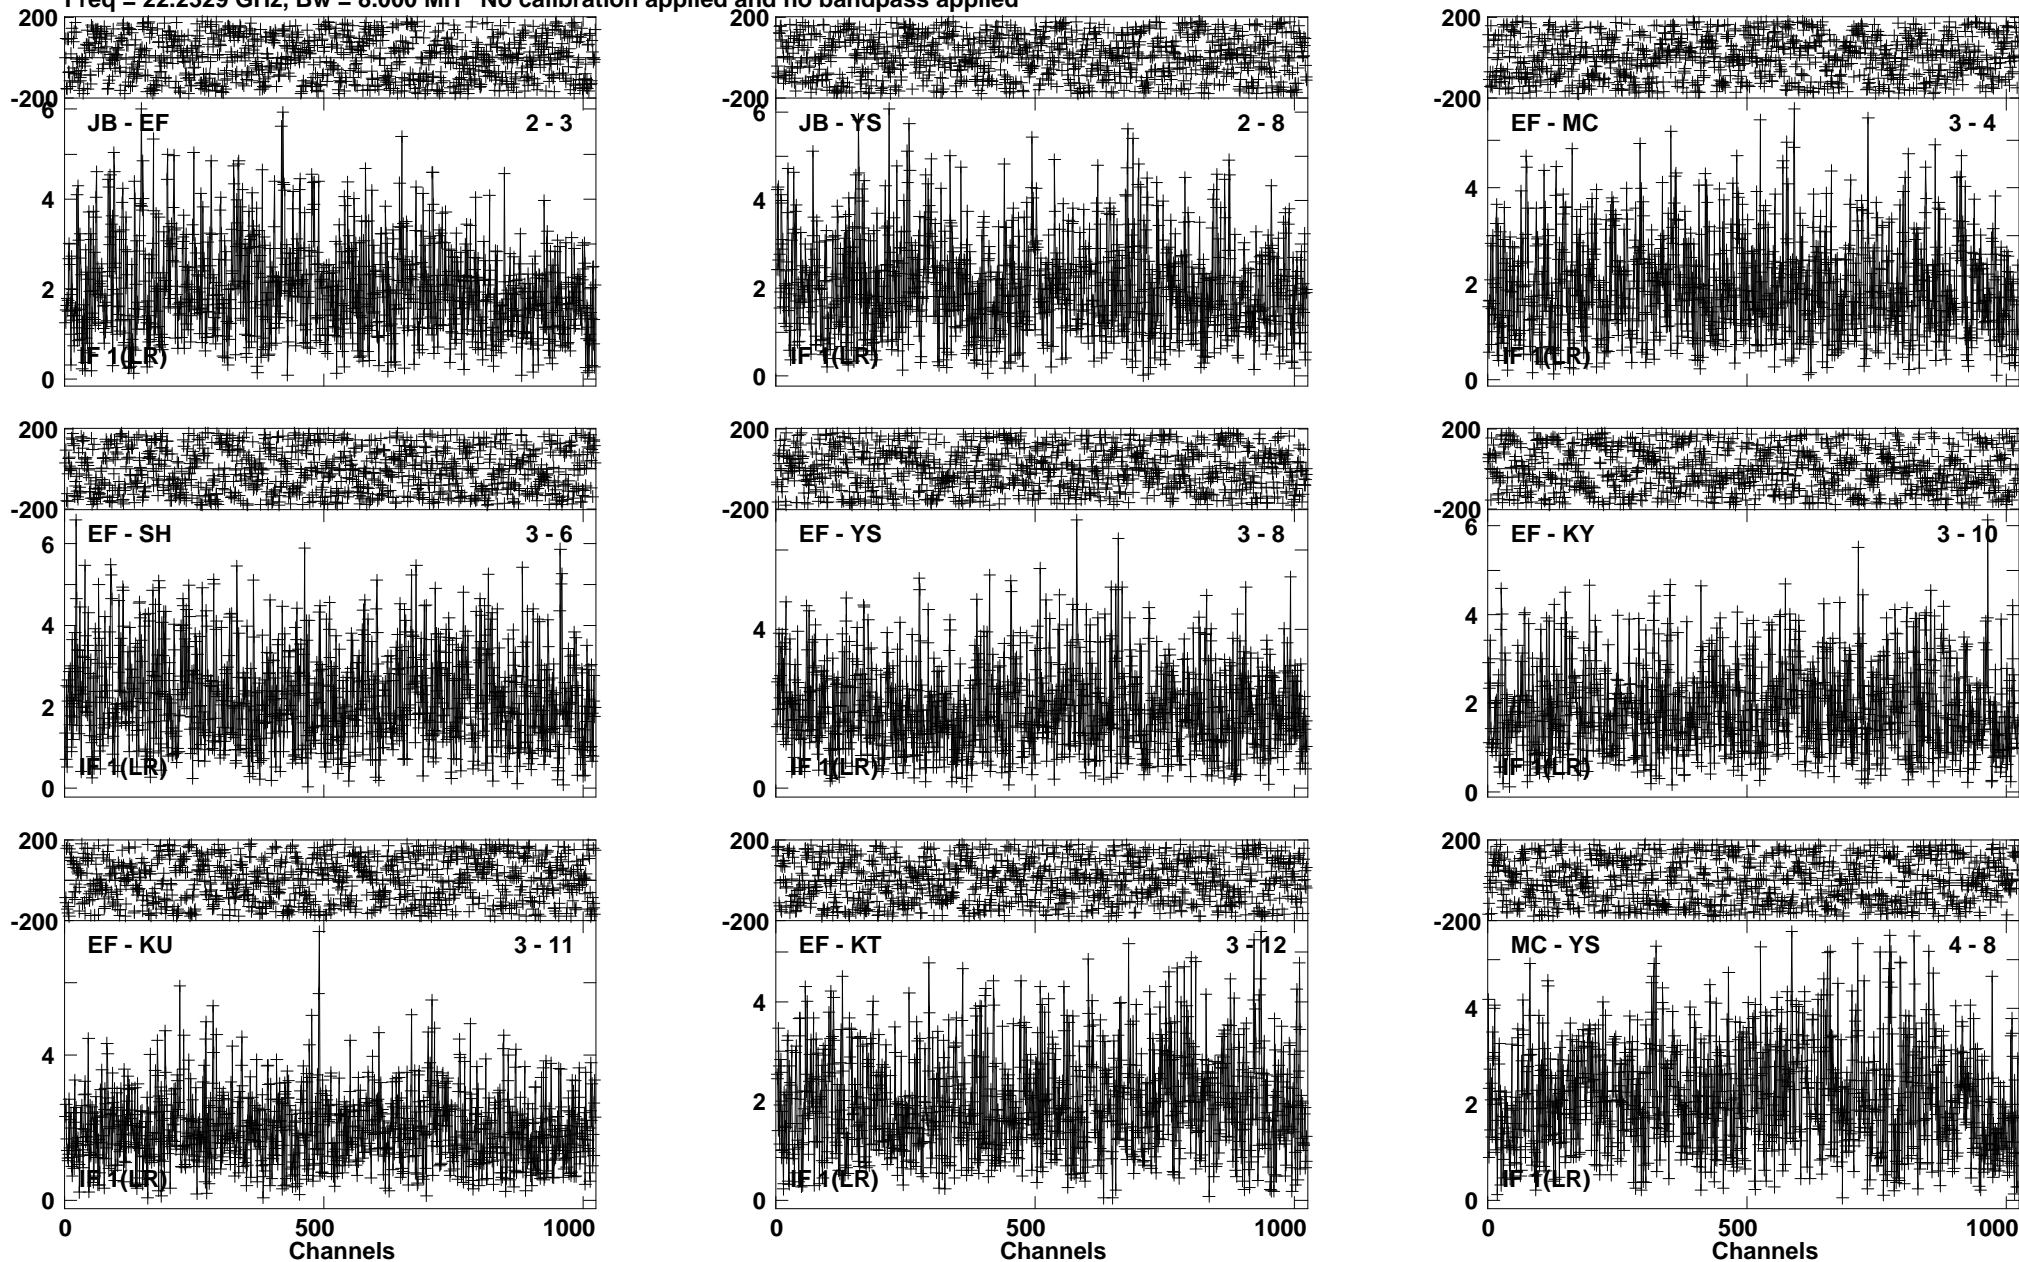 Freq = 22.2329 GHz, Bw = 8.000 MH No calibration applied and no bandpass applied
200 200 200
-200 -200 -200
JB - EF 2 - 3 JB - YS 2 - 8 EF - MC 3 - 4
6 6
4 4 4
2 2 2
IF 1(LR) IF 1(LR) IF 1(LR)
0 0 0
200 200 200
-200 -200 -200
EF - SH 3 - 6 EF - YS 3 - 8 EF - KY 3 - 10
6 6
4 4 4
2 2
IF 1(LR) IF 1(LR) IF 1(LR)
0 0 0
200 200 200
-200 -200 -200
EF - KU 3 - 11 EF - KT 3 - 12 MC - YS 4 - 8
4 4 4
2 2
IF 1(LR) IF 1(LR) IF 1(LR)
0 0 0
0 500 1000 0 500 1000 0 500 1000
Channels Channels